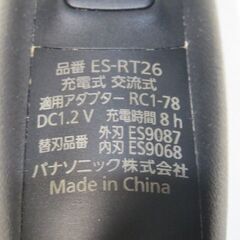 品番 ES-RT26
充電式 交流式
適用アダプター RC1-78
DC1.2 V 充電時間 8 h
替刃品番 外刃 ES9087
内刃 ES9068
パナソニック株式会社
Made in China